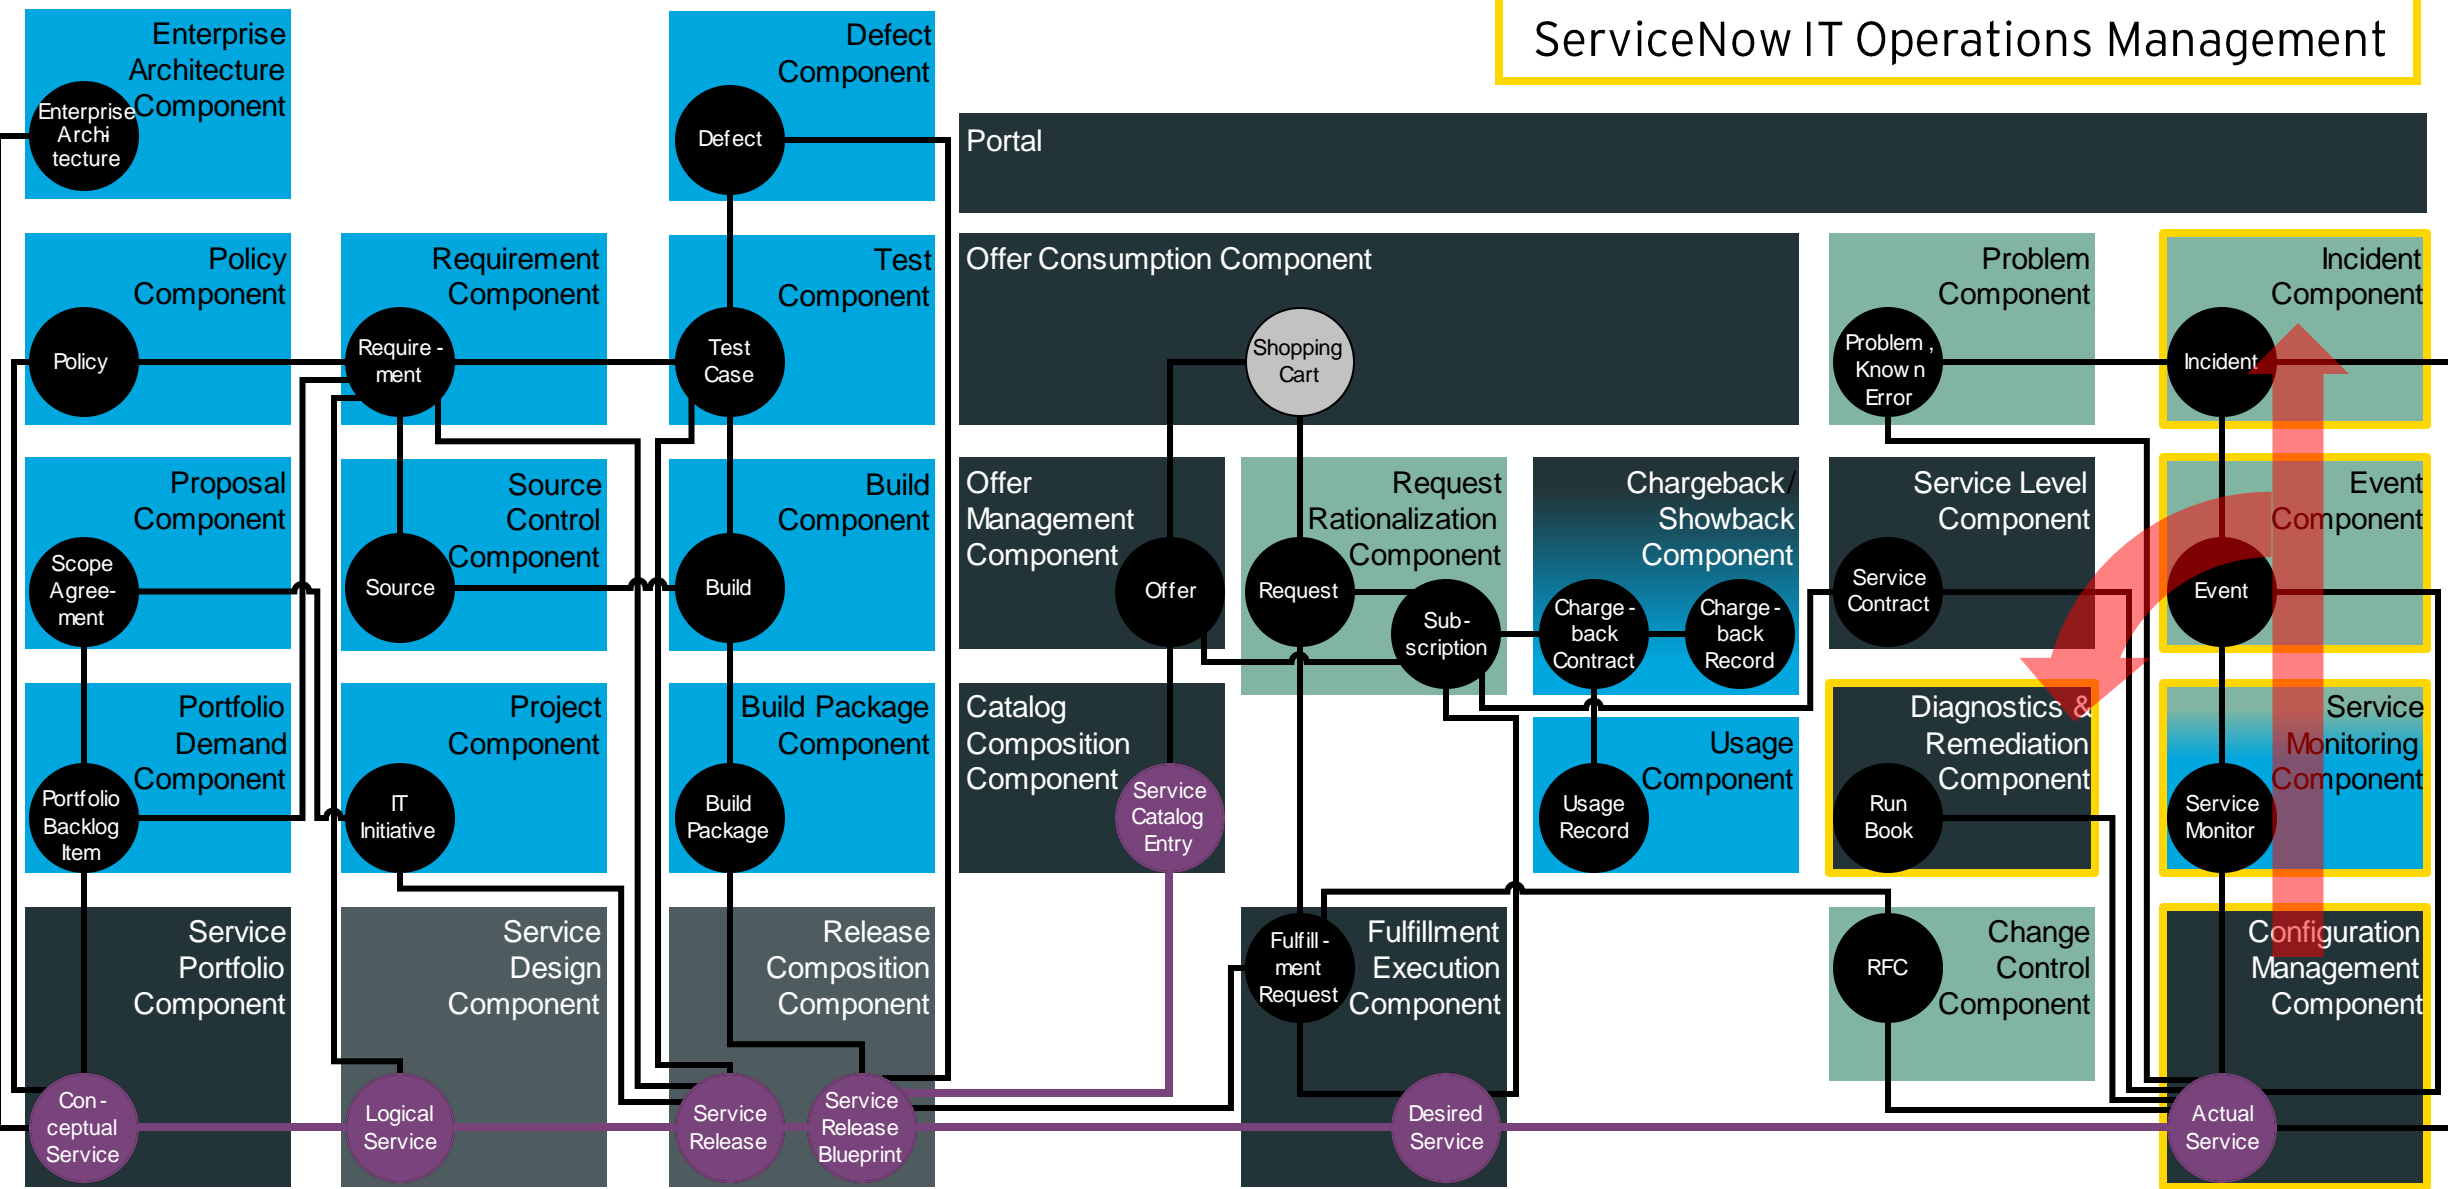 ServiceNow IT Operations Management
Enterprise
Architecture
Component
Enterprise
Archi-
tecture
Defect
Component
Defect
Portal
Policy
Component
Policy
Requirement
Component
Require -
ment
Test
Component
Test
Case
Offer Consumption Component
Shopping
Cart
Problem
Component
Problem ,
Known
Error
Incident
Component
Incident
Proposal
Component
Scope
Agree-
ment
Source
Control
Component
Source
Build
Component
Build
Offer
Management
Component
Offer
Request
Rationalization
Component
Request
Sub-
scription
Chargeback/
Showback
Component
Charge -
back
Contract
Charge -
back
Record
Service Level
Component
Service
Contract
Event
Component
Event
Portfolio
Demand
Component
Portfolio
Backlog
Item
Project
Component
IT
Initiative
Build Package
Component
Build
Package
Catalog
Composition
Component
Service
Catalog
Entry
Usage
Component
Usage
Record
Diagnostics &
Remediation
Component
Run
Book
Service
Monitoring
Component
Service
Monitor
Service
Portfolio
Component
Con -
ceptual
Service
Service
Design
Component
Logical
Service
Release
Composition
Component
Service
Release
Service
Release
Blueprint
Fulfillment
Execution
Component
Fulfill -
ment
Request
Desired
Service
Change
Control
Component
RFC
Configuration
Management
Component
Actual
Service